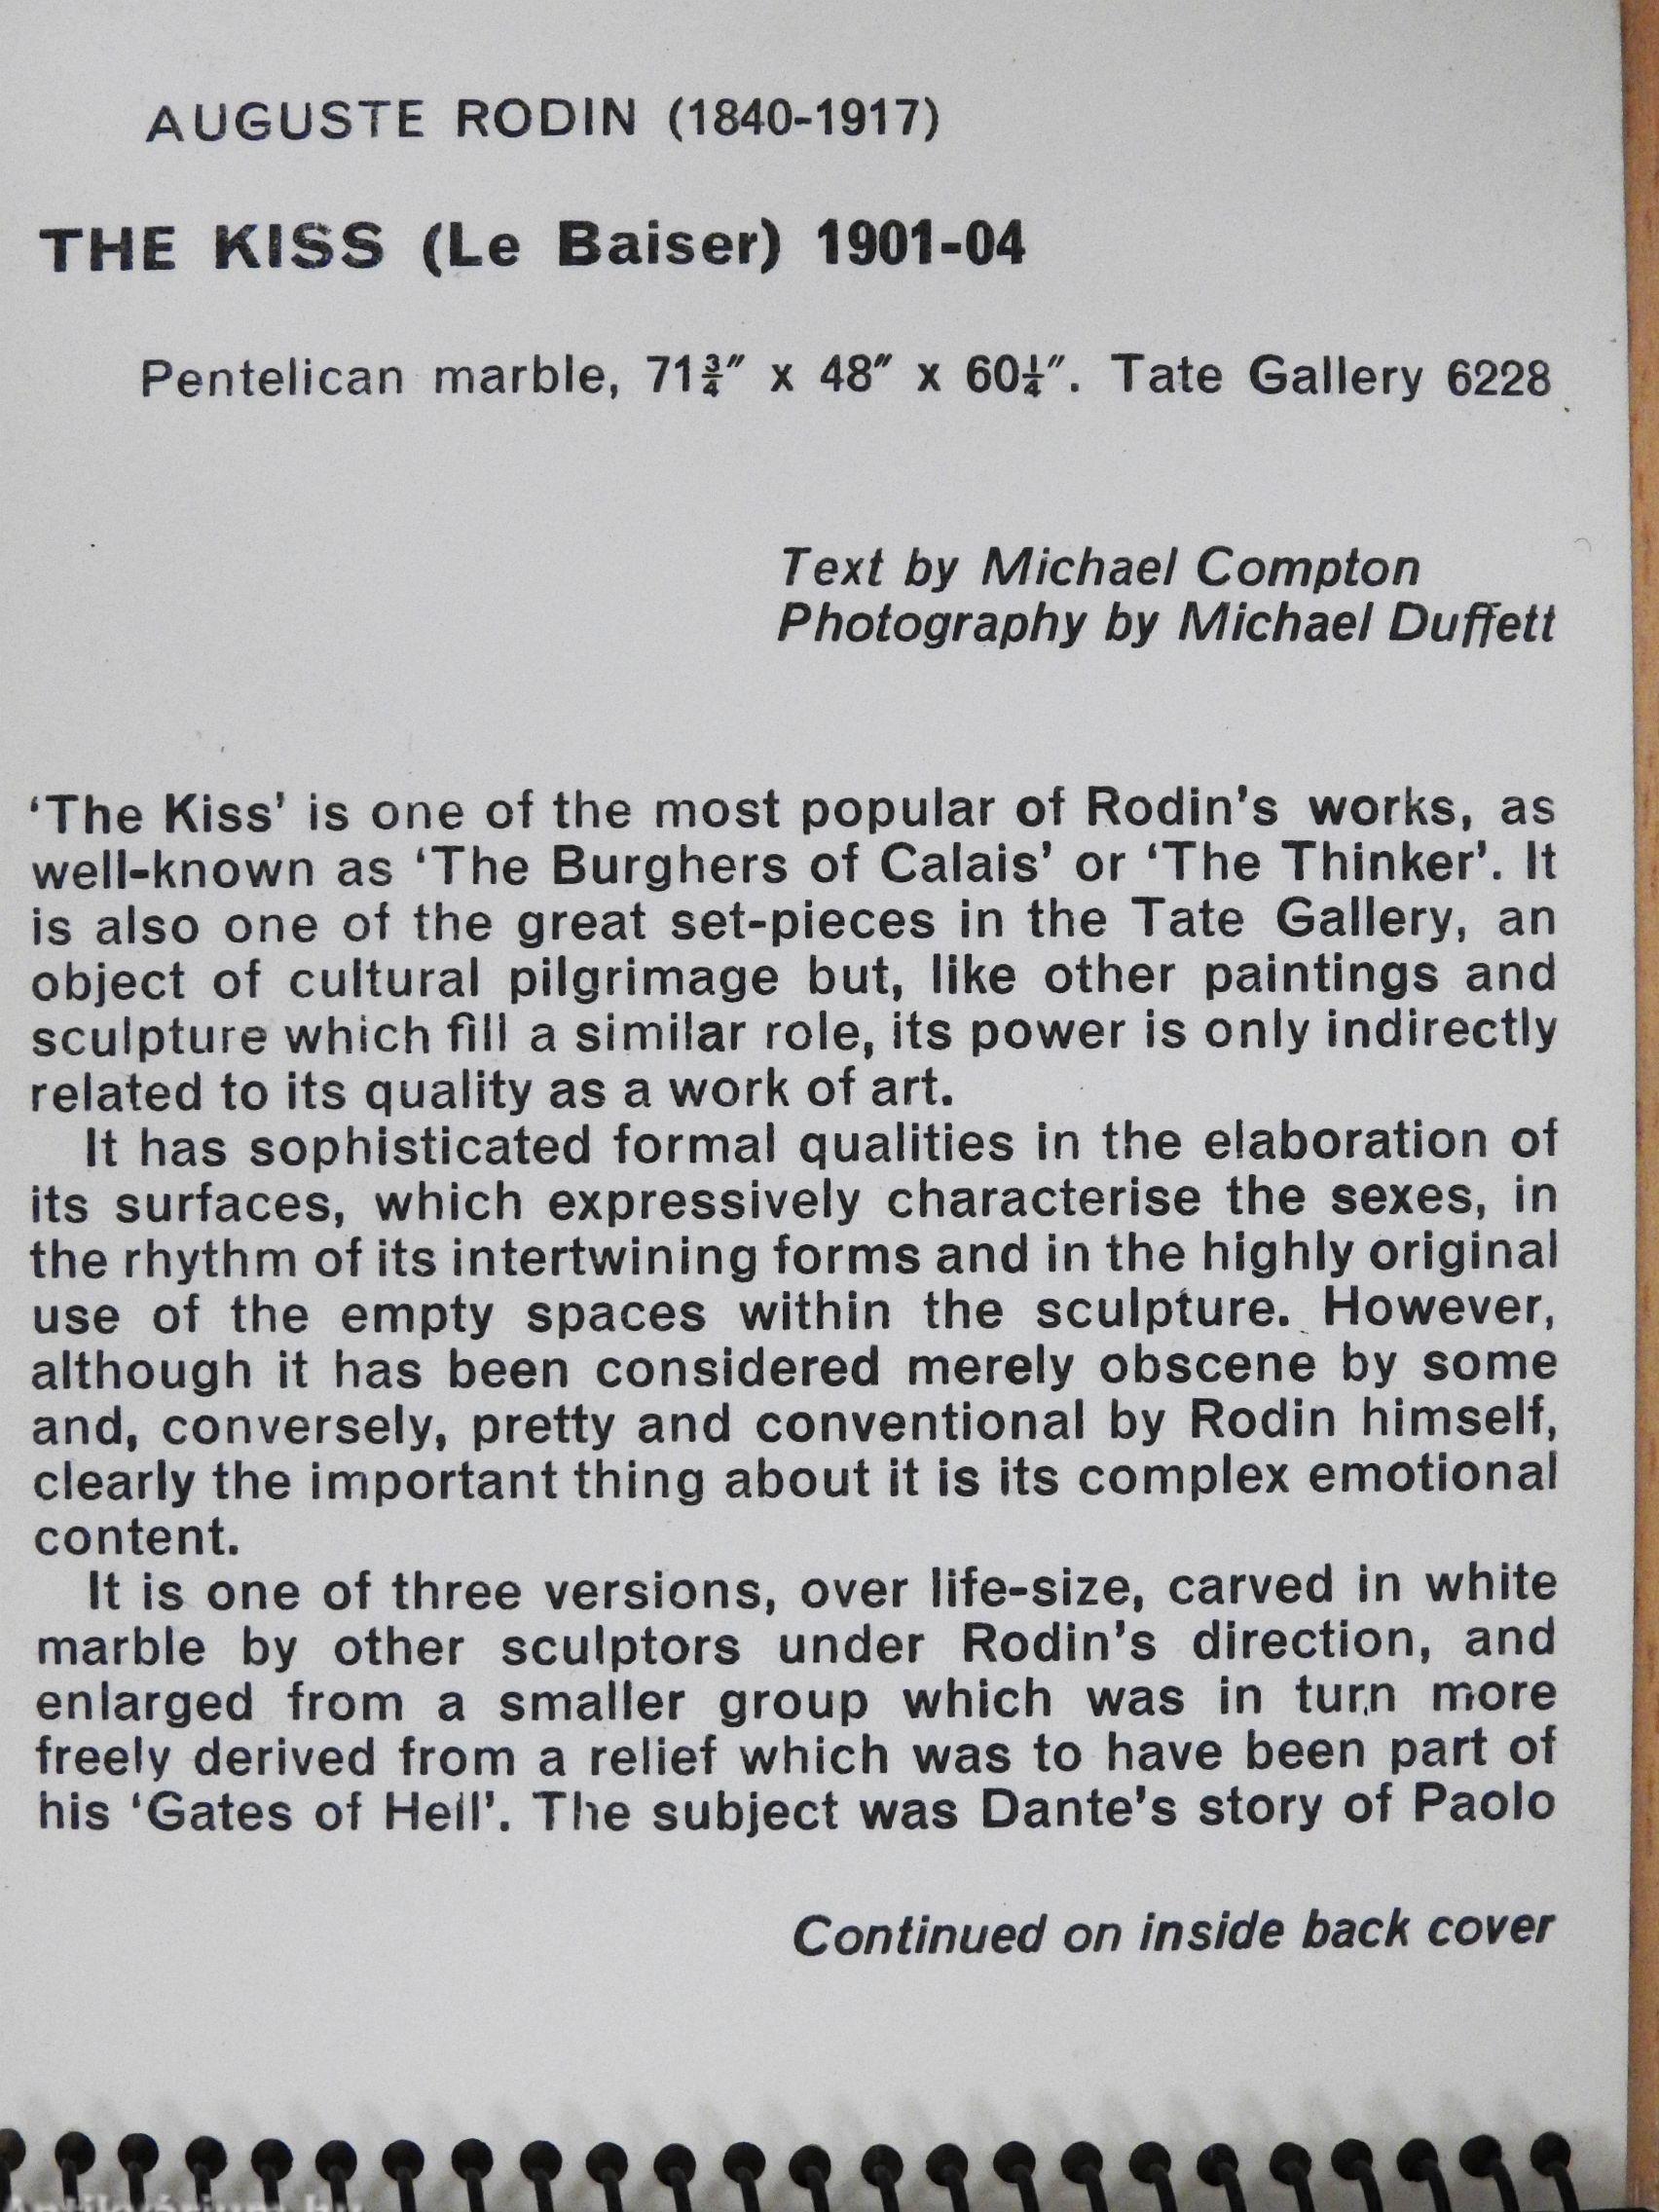 AUGUSTE RODIN (1840-1917)
THE KISS (Le Baiser) 1901-04
Pentelican marble, 71¾″ x 48″ x 60¼″. Tate Gallery 6228
Text by Michael Compton
Photography by Michael Duffett
‘The Kiss’ is one of the most popular of Rodin’s works, as
well-known as ‘The Burghers of Calais’ or ‘The Thinker’. It
is also one of the great set-pieces in the Tate Gallery, an
object of cultural pilgrimage but, like other paintings and
sculpture which fill a similar role, its power is only indirectly
related to its quality as a work of art.
It has sophisticated formal qualities in the elaboration of
its surfaces, which expressively characterise the sexes, in
the rhythm of its intertwining forms and in the highly original
use of the empty spaces within the sculpture. However,
although it has been considered merely obscene by some
and, conversely, pretty and conventional by Rodin himself,
clearly the important thing about it is its complex emotional
content.
It is one of three versions, over life-size, carved in white
marble by other sculptors under Rodin’s direction, and
enlarged from a smaller group which was in turn more
freely derived from a relief which was to have been part of
his ‘Gates of Hell’. The subject was Dante’s story of Paolo
Continued on inside back cover